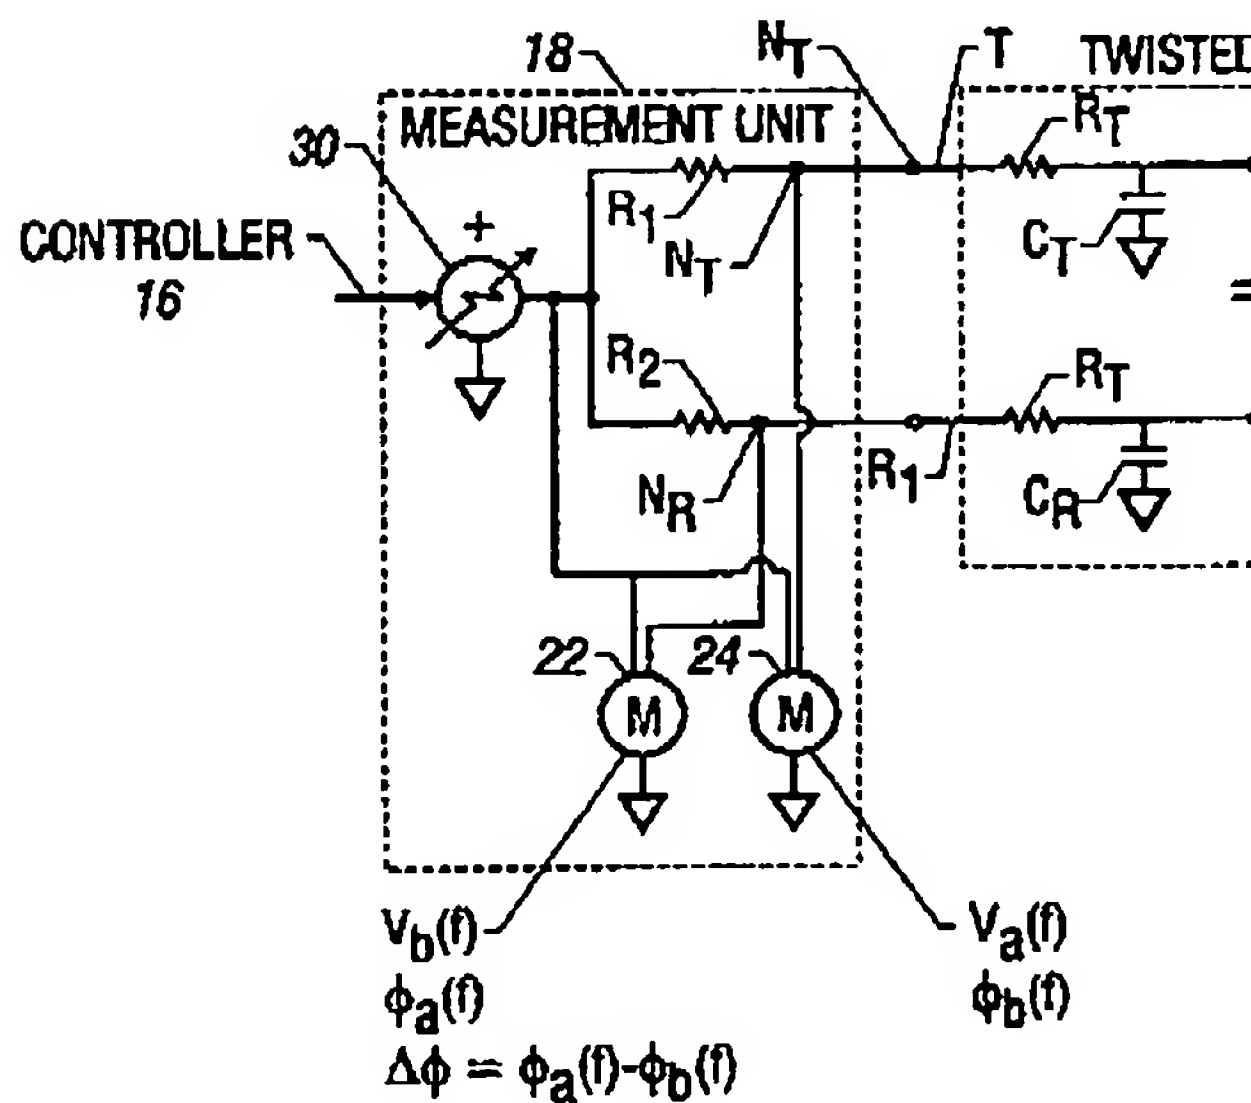 18
N_T
T
TWISTED
MEASUREMENT UNIT
R_T
30
R_1
+
CONTROLLER
16
N_T
C_T
R_2
R_T
N_R
R_1
C_R
22
24
M
M
V_b(f)
V_a(f)
ϕ_a(f)
ϕ_b(f)
Δϕ = ϕ_a(f)-ϕ_b(f)